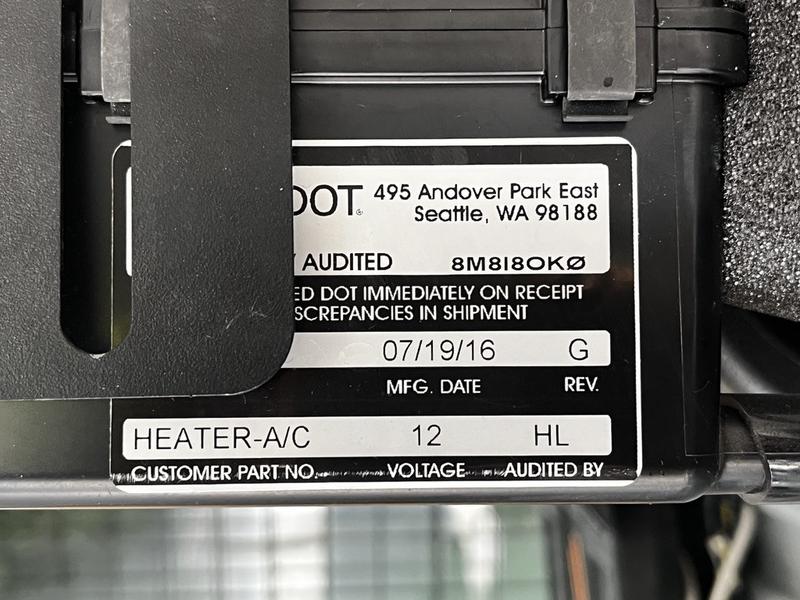 DOT® 495 Andover Park East
Seattle, WA 98188
AUDITED 8M8I8OKØ
ED DOT IMMEDIATELY ON RECEIPT
SCREPANCIES IN SHIPMENT
07/19/16 G
MFG. DATE REV.
HEATER-A/C 12 HL
CUSTOMER PART NO. VOLTAGE AUDITED BY